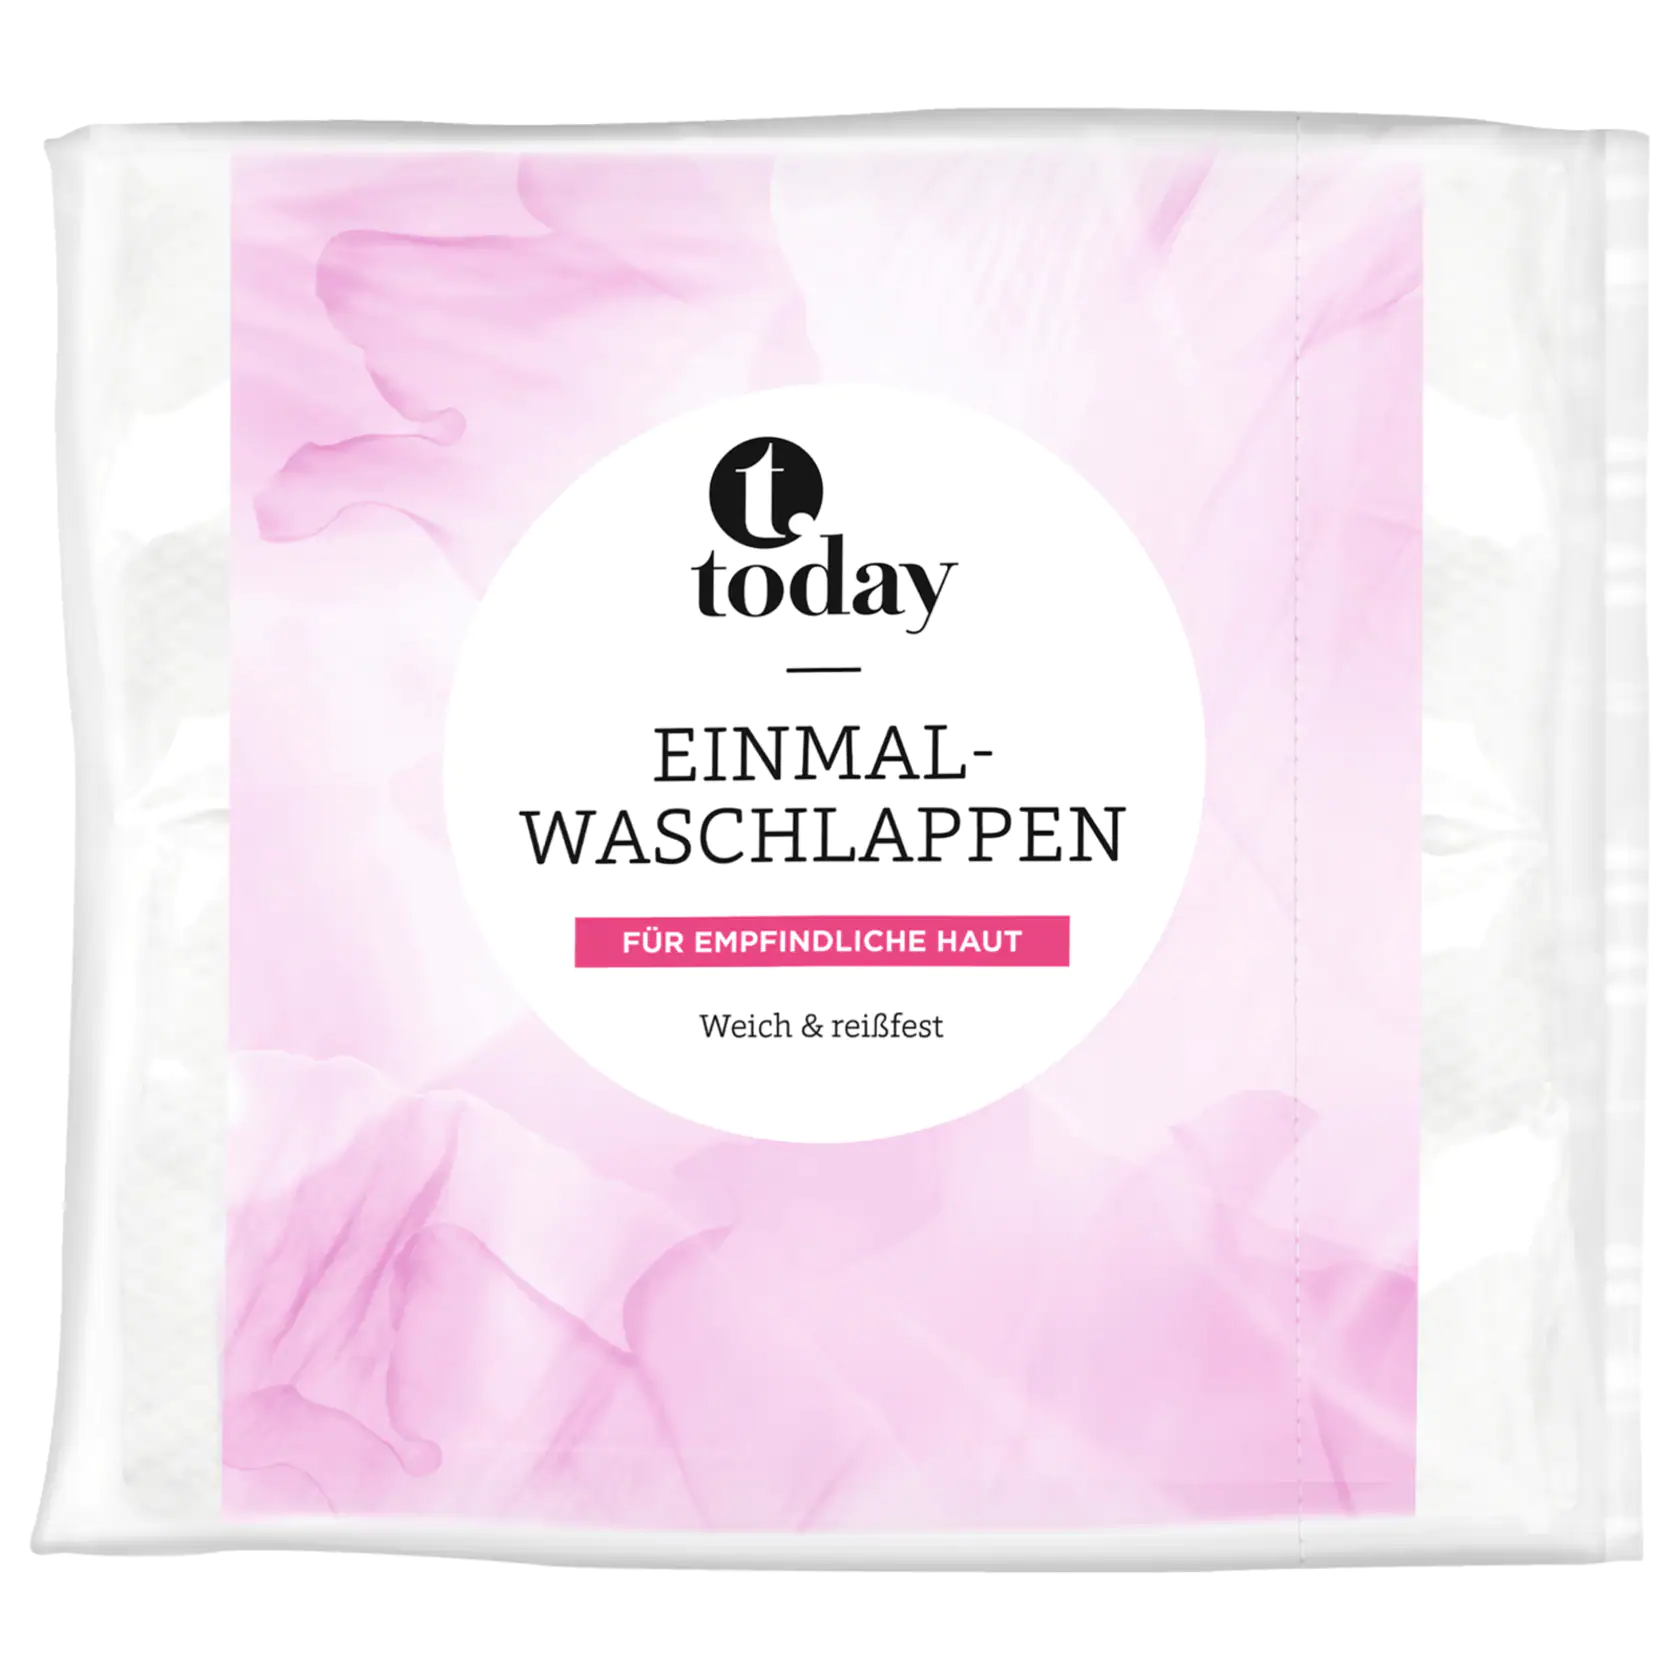 t.
today
EINMAL-
WASCHLAPPEN
FÜR EMPFINDLICHE HAUT
Weich & reißfest